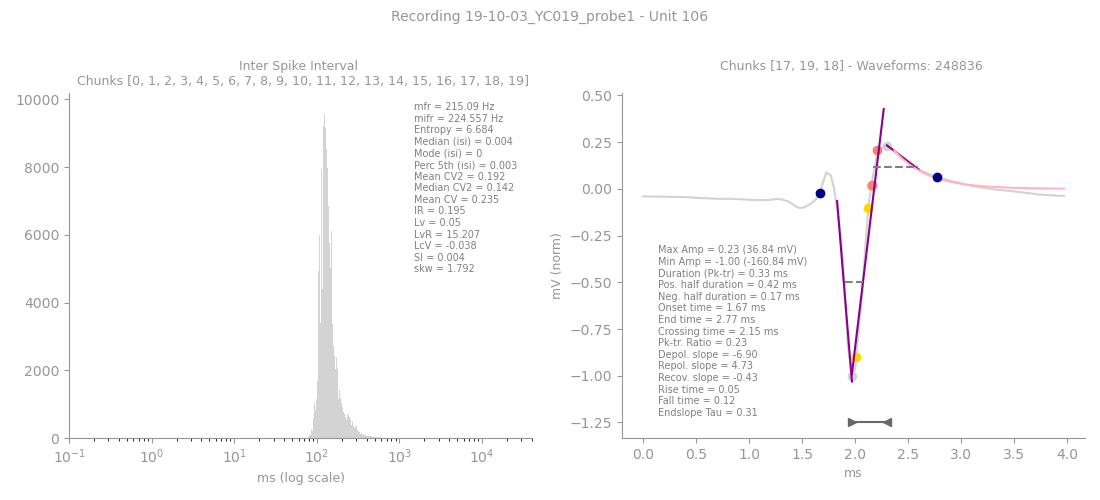 Recording 19-10-03_YC019_probe1 - Unit 106
Inter Spike Interval
Chunks [0, 1, 2, 3, 4, 5, 6, 7, 8, 9, 10, 11, 12, 13, 14, 15, 16, 17, 18, 19]
10000
8000
6000
4000
2000
0
mfr = 215.09 Hz
mifr = 224.557 Hz
Entropy = 6.684
Median (isi) = 0.004
Mode (isi) = 0
Perc 5th (isi) = 0.003
Mean CV2 = 0.192
Median CV2 = 0.142
Mean CV = 0.235
IR = 0.195
Lv = 0.05
LvR = 15.207
LcV = -0.038
SI = 0.004
skw = 1.792
10⁻¹ 10⁰ 10¹ 10² 10³ 10⁴
ms (log scale)
Chunks [17, 19, 18] - Waveforms: 248836
mV (norm)
0.50
0.25
0.00
−0.25
−0.50
−0.75
−1.00
−1.25
Max Amp = 0.23 (36.84 mV)
Min Amp = -1.00 (-160.84 mV)
Duration (Pk-tr) = 0.33 ms
Pos. half duration = 0.42 ms
Neg. half duration = 0.17 ms
Onset time = 1.67 ms
End time = 2.77 ms
Crossing time = 2.15 ms
Pk-tr. Ratio = 0.23
Depol. slope = -6.90
Repol. slope = 4.73
Recov. slope = -0.43
Rise time = 0.05
Fall time = 0.12
Endslope Tau = 0.31
0.0 0.5 1.0 1.5 2.0 2.5 3.0 3.5 4.0
ms